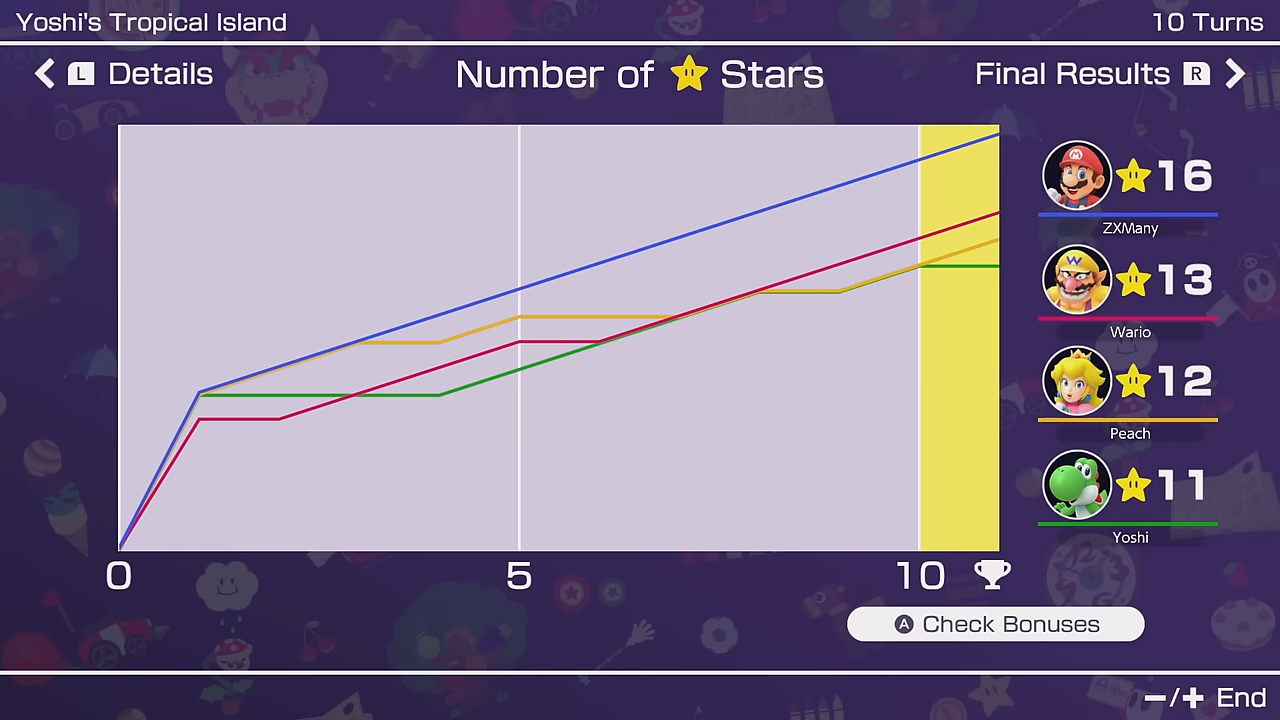 Yoshi's Tropical Island
10 Turns
L Details
Number of Stars
Final Results R
16
ZXMany
13
Wario
12
Peach
11
Yoshi
0 5 10
A Check Bonuses
−/+ End